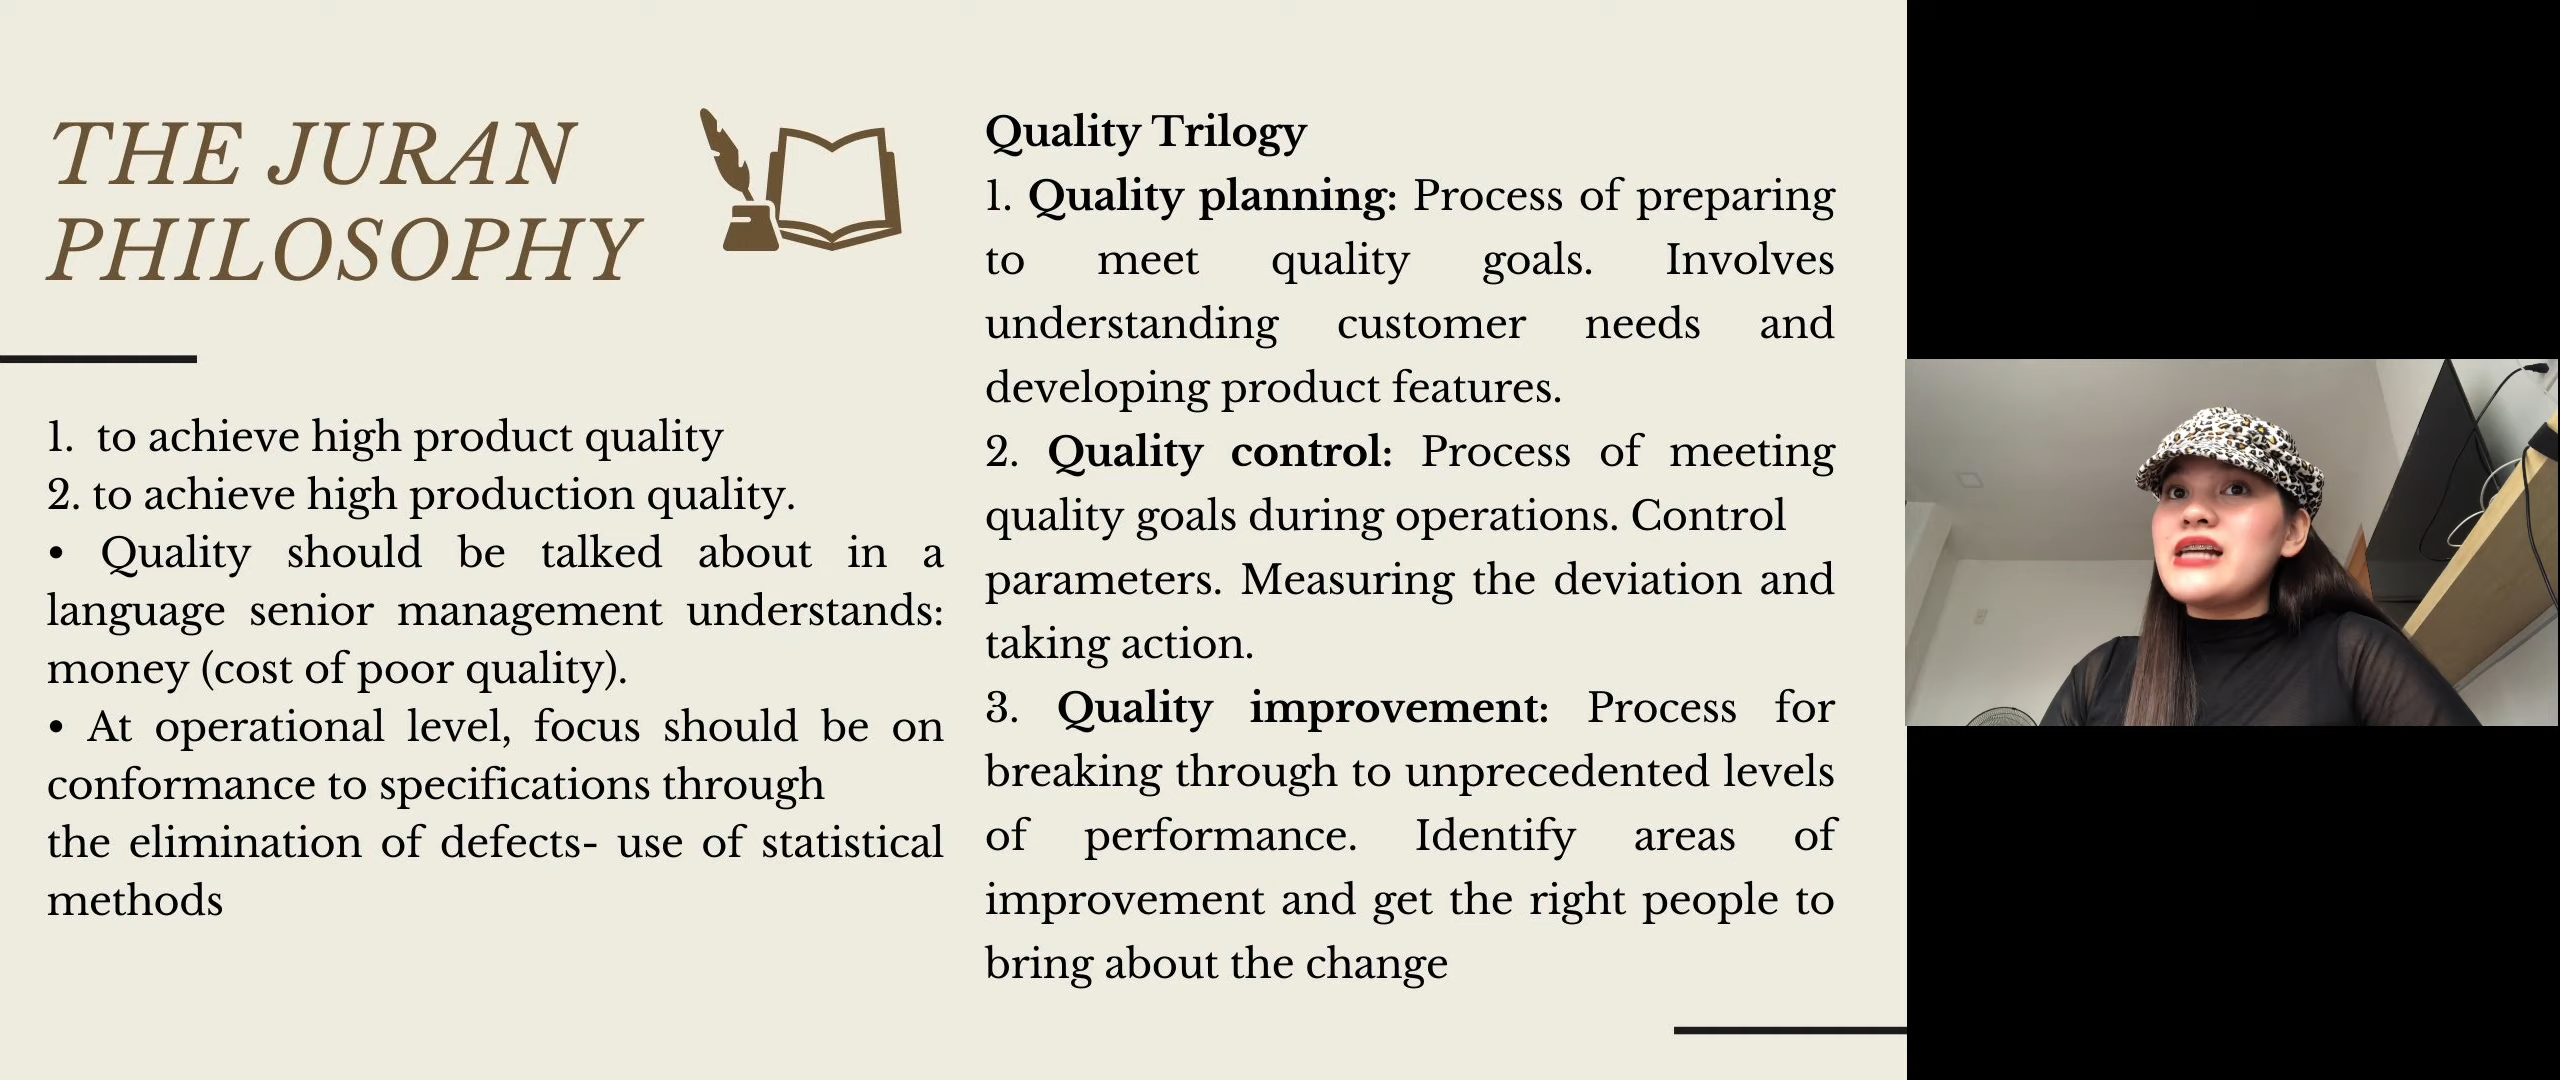 THE JURAN
PHILOSOPHY
1. to achieve high product quality
2. to achieve high production quality.
• Quality should be talked about in a
language senior management understands:
money (cost of poor quality).
• At operational level, focus should be on
conformance to specifications through
the elimination of defects- use of statistical
methods
Quality Trilogy
1. Quality planning: Process of preparing
to meet quality goals. Involves
understanding customer needs and
developing product features.
2. Quality control: Process of meeting
quality goals during operations. Control
parameters. Measuring the deviation and
taking action.
3. Quality improvement: Process for
breaking through to unprecedented levels
of performance. Identify areas of
improvement and get the right people to
bring about the change